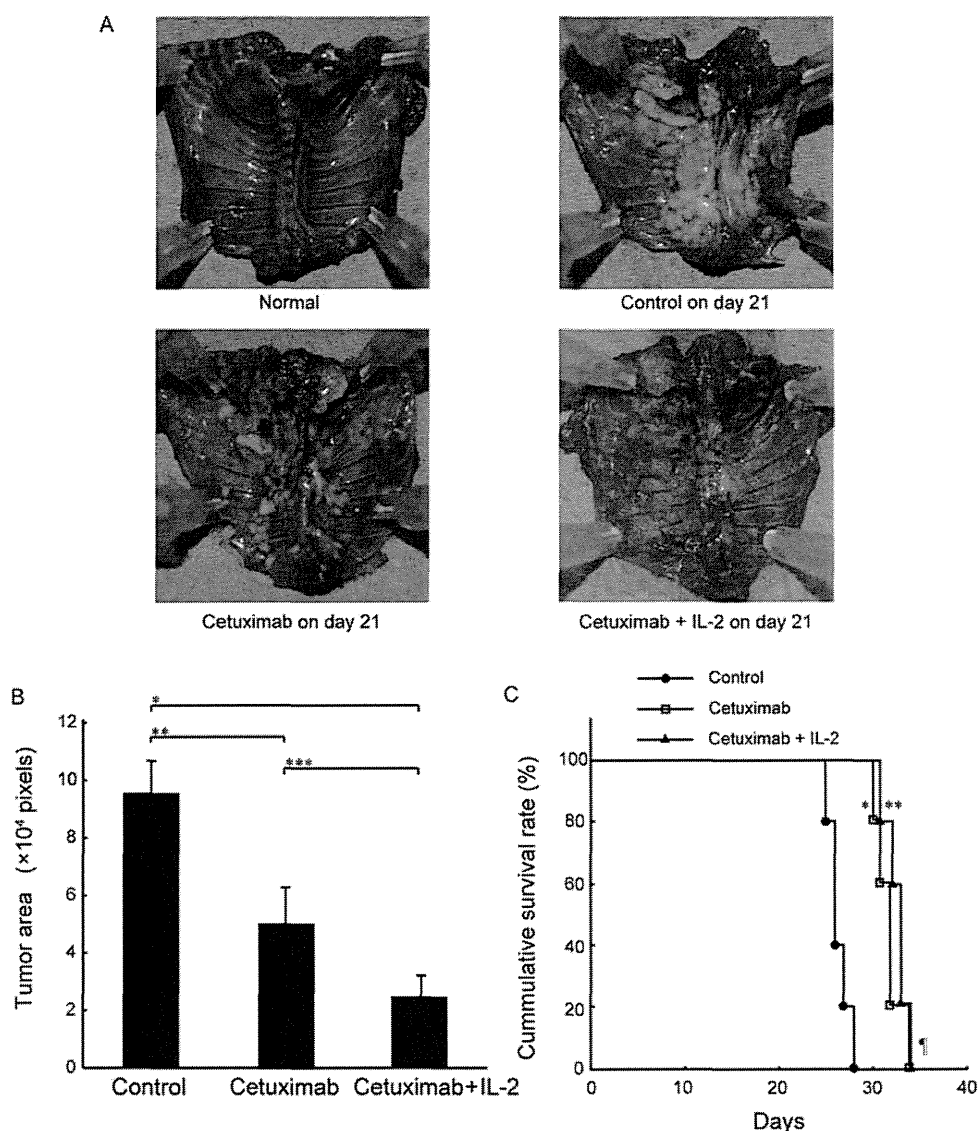 A
Normal
Control on day 21
Cetuximab on day 21
Cetuximab + IL-2 on day 21
B
Tumor area (×10⁴ pixels)
12
10
8
6
4
2
0
*
**
***
Control
Cetuximab
Cetuximab+IL-2
C
Control
Cetuximab
Cetuximab + IL-2
Cummulative survival rate (%)
100
80
60
40
20
0
*
**
¶
0
10
20
30
40
Days